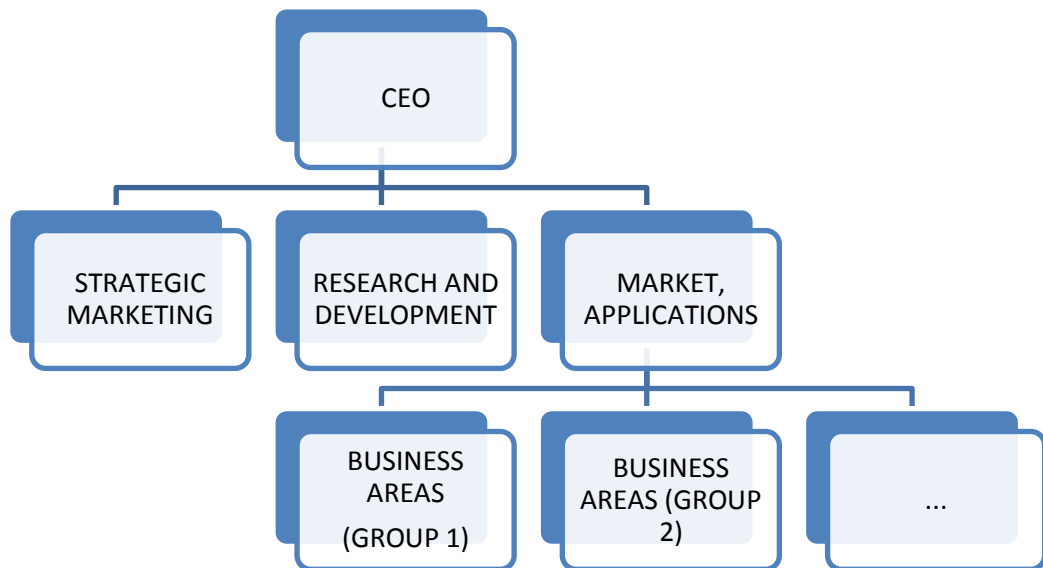 CEO
STRATEGIC
MARKETING
RESEARCH AND
DEVELOPMENT
MARKET,
APPLICATIONS
BUSINESS
AREAS
(GROUP 1)
BUSINESS
AREAS (GROUP
2)
...